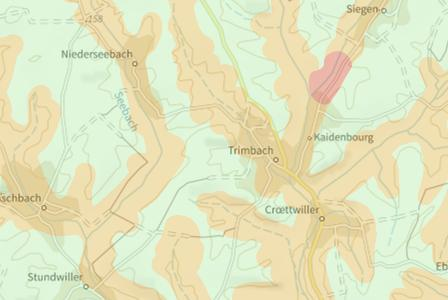 Siegen
158
Niederseebach
Seebach
Kaidenbourg
Trimbach
schbach
Crœttwiller
Stundwiller
Eb